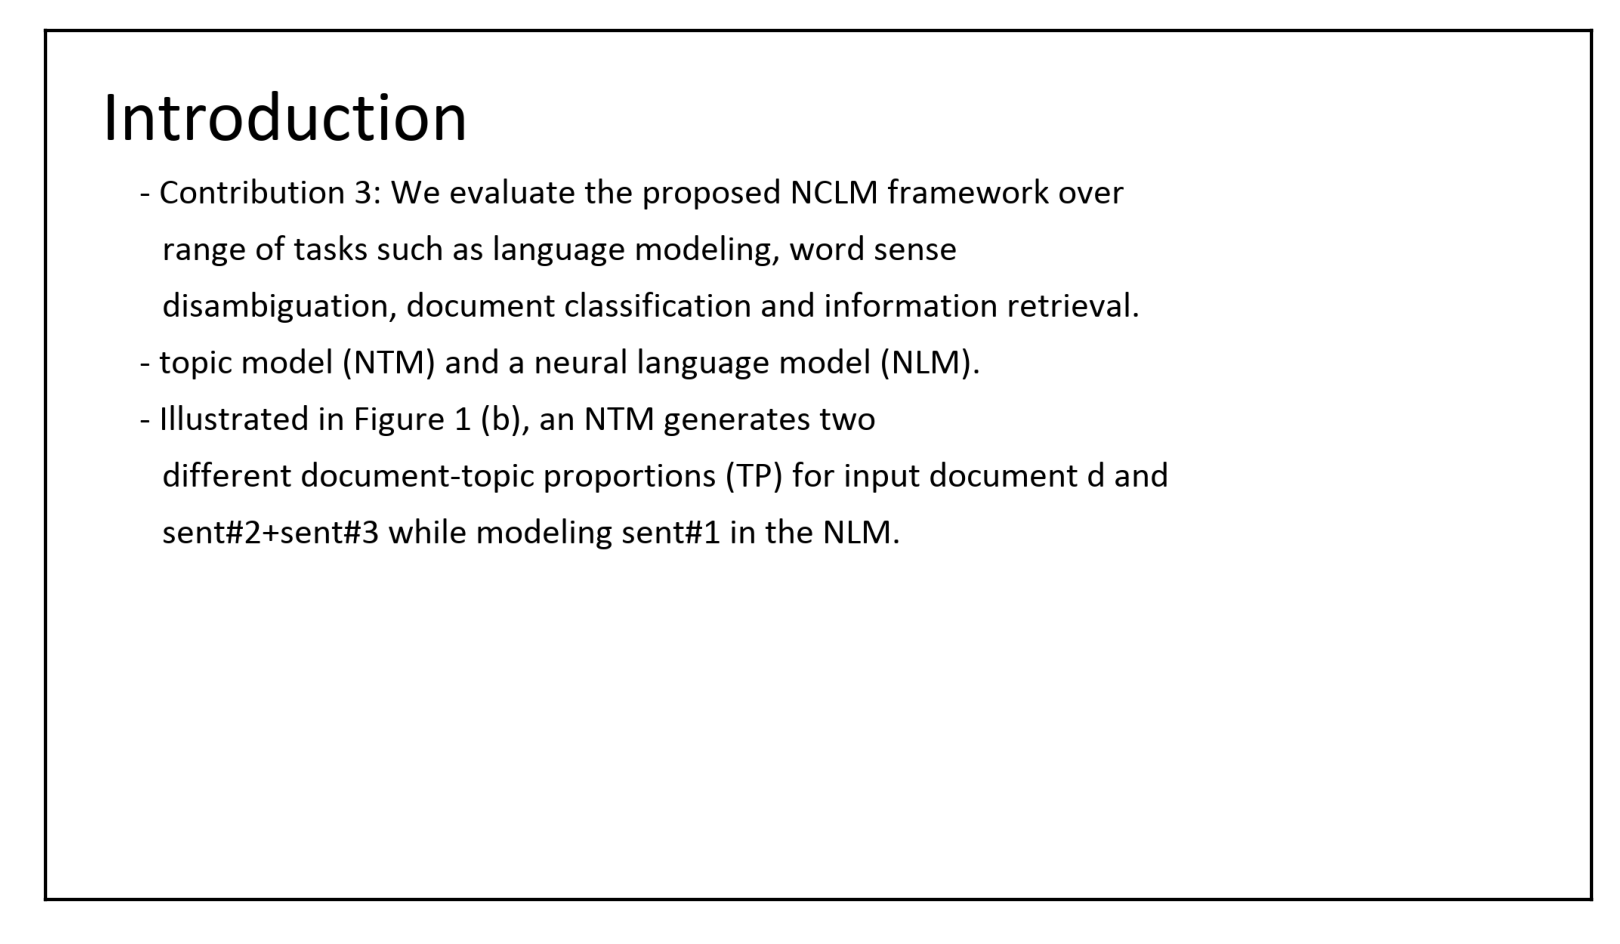 Introduction
- Contribution 3: We evaluate the proposed NCLM framework over
range of tasks such as language modeling, word sense
disambiguation, document classification and information retrieval.
- topic model (NTM) and a neural language model (NLM).
- Illustrated in Figure 1 (b), an NTM generates two
different document-topic proportions (TP) for input document d and
sent#2+sent#3 while modeling sent#1 in the NLM.